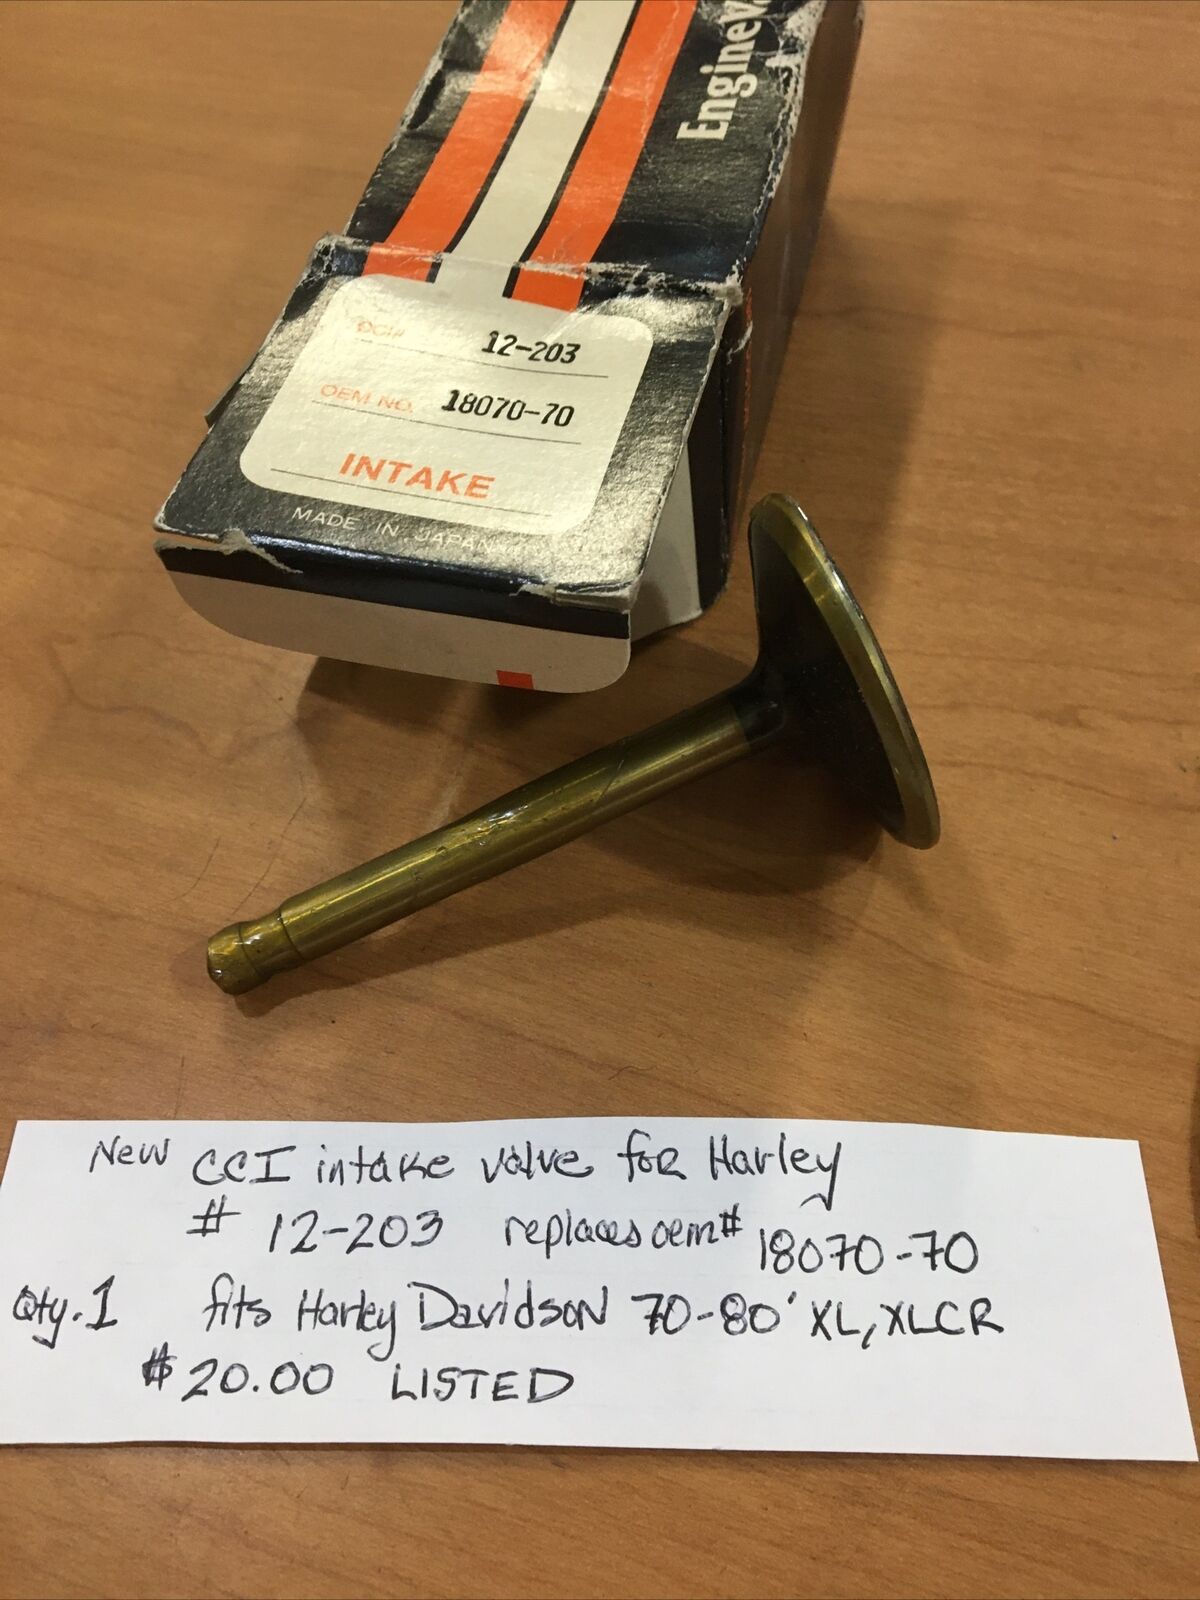 EngineVa
12-203
OEM NO. 18070-70
INTAKE
MADE IN JAPAN
New CCI intake valve for Harley
# 12-203 replaces oem# 18070-70
Qty. 1 fits Harley Davidson 70-80' XL, XLCR
$20.00 LISTED